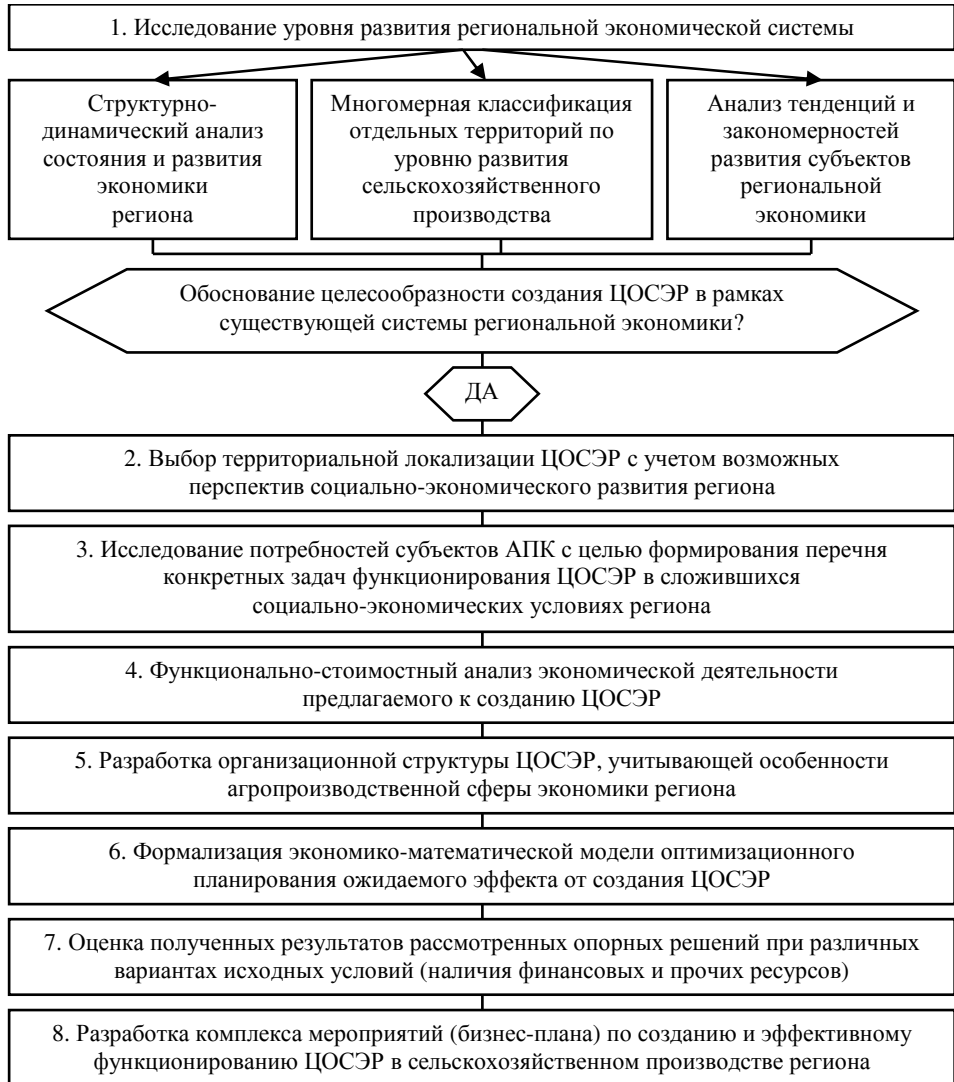 1. Исследование уровня развития региональной экономической системы
Структурно-
динамический анализ
состояния и развития
экономики
региона
Многомерная классификация
отдельных территорий по
уровню развития
сельскохозяйственного
производства
Анализ тенденций и
закономерностей
развития субъектов
региональной
экономики
Обоснование целесообразности создания ЦОСЭР в рамках
существующей системы региональной экономики?
ДА
2. Выбор территориальной локализации ЦОСЭР с учетом возможных
перспектив социально-экономического развития региона
3. Исследование потребностей субъектов АПК с целью формирования перечня
конкретных задач функционирования ЦОСЭР в сложившихся
социально-экономических условиях региона
4. Функционально-стоимостный анализ экономической деятельности
предлагаемого к созданию ЦОСЭР
5. Разработка организационной структуры ЦОСЭР, учитывающей особенности
агропроизводственной сферы экономики региона
6. Формализация экономико-математической модели оптимизационного
планирования ожидаемого эффекта от создания ЦОСЭР
7. Оценка полученных результатов рассмотренных опорных решений при различных
вариантах исходных условий (наличия финансовых и прочих ресурсов)
8. Разработка комплекса мероприятий (бизнес-плана) по созданию и эффективному
функционированию ЦОСЭР в сельскохозяйственном производстве региона